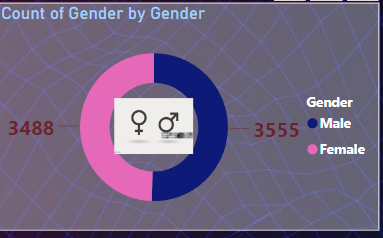 Count of Gender by Gender
3488
3555
Gender
Male
Female